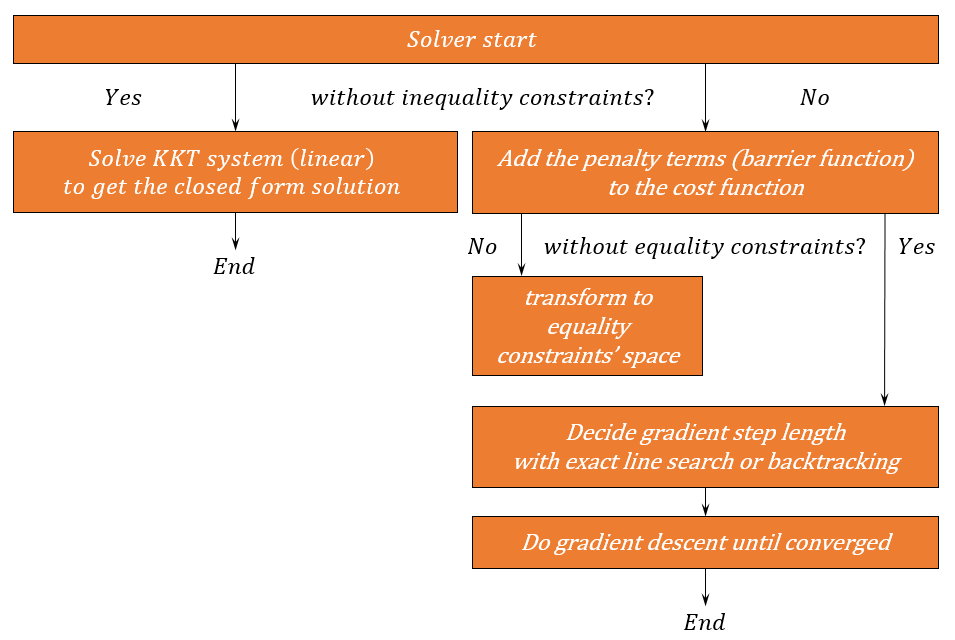 Solver start
Yes
without inequality constraints?
No
Solve KKT system (linear)
to get the closed form solution
Add the penalty terms (barrier function)
to the cost function
End
No
without equality constraints?
Yes
transform to
equality
constraints’ space
Decide gradient step length
with exact line search or backtracking
Do gradient descent until converged
End